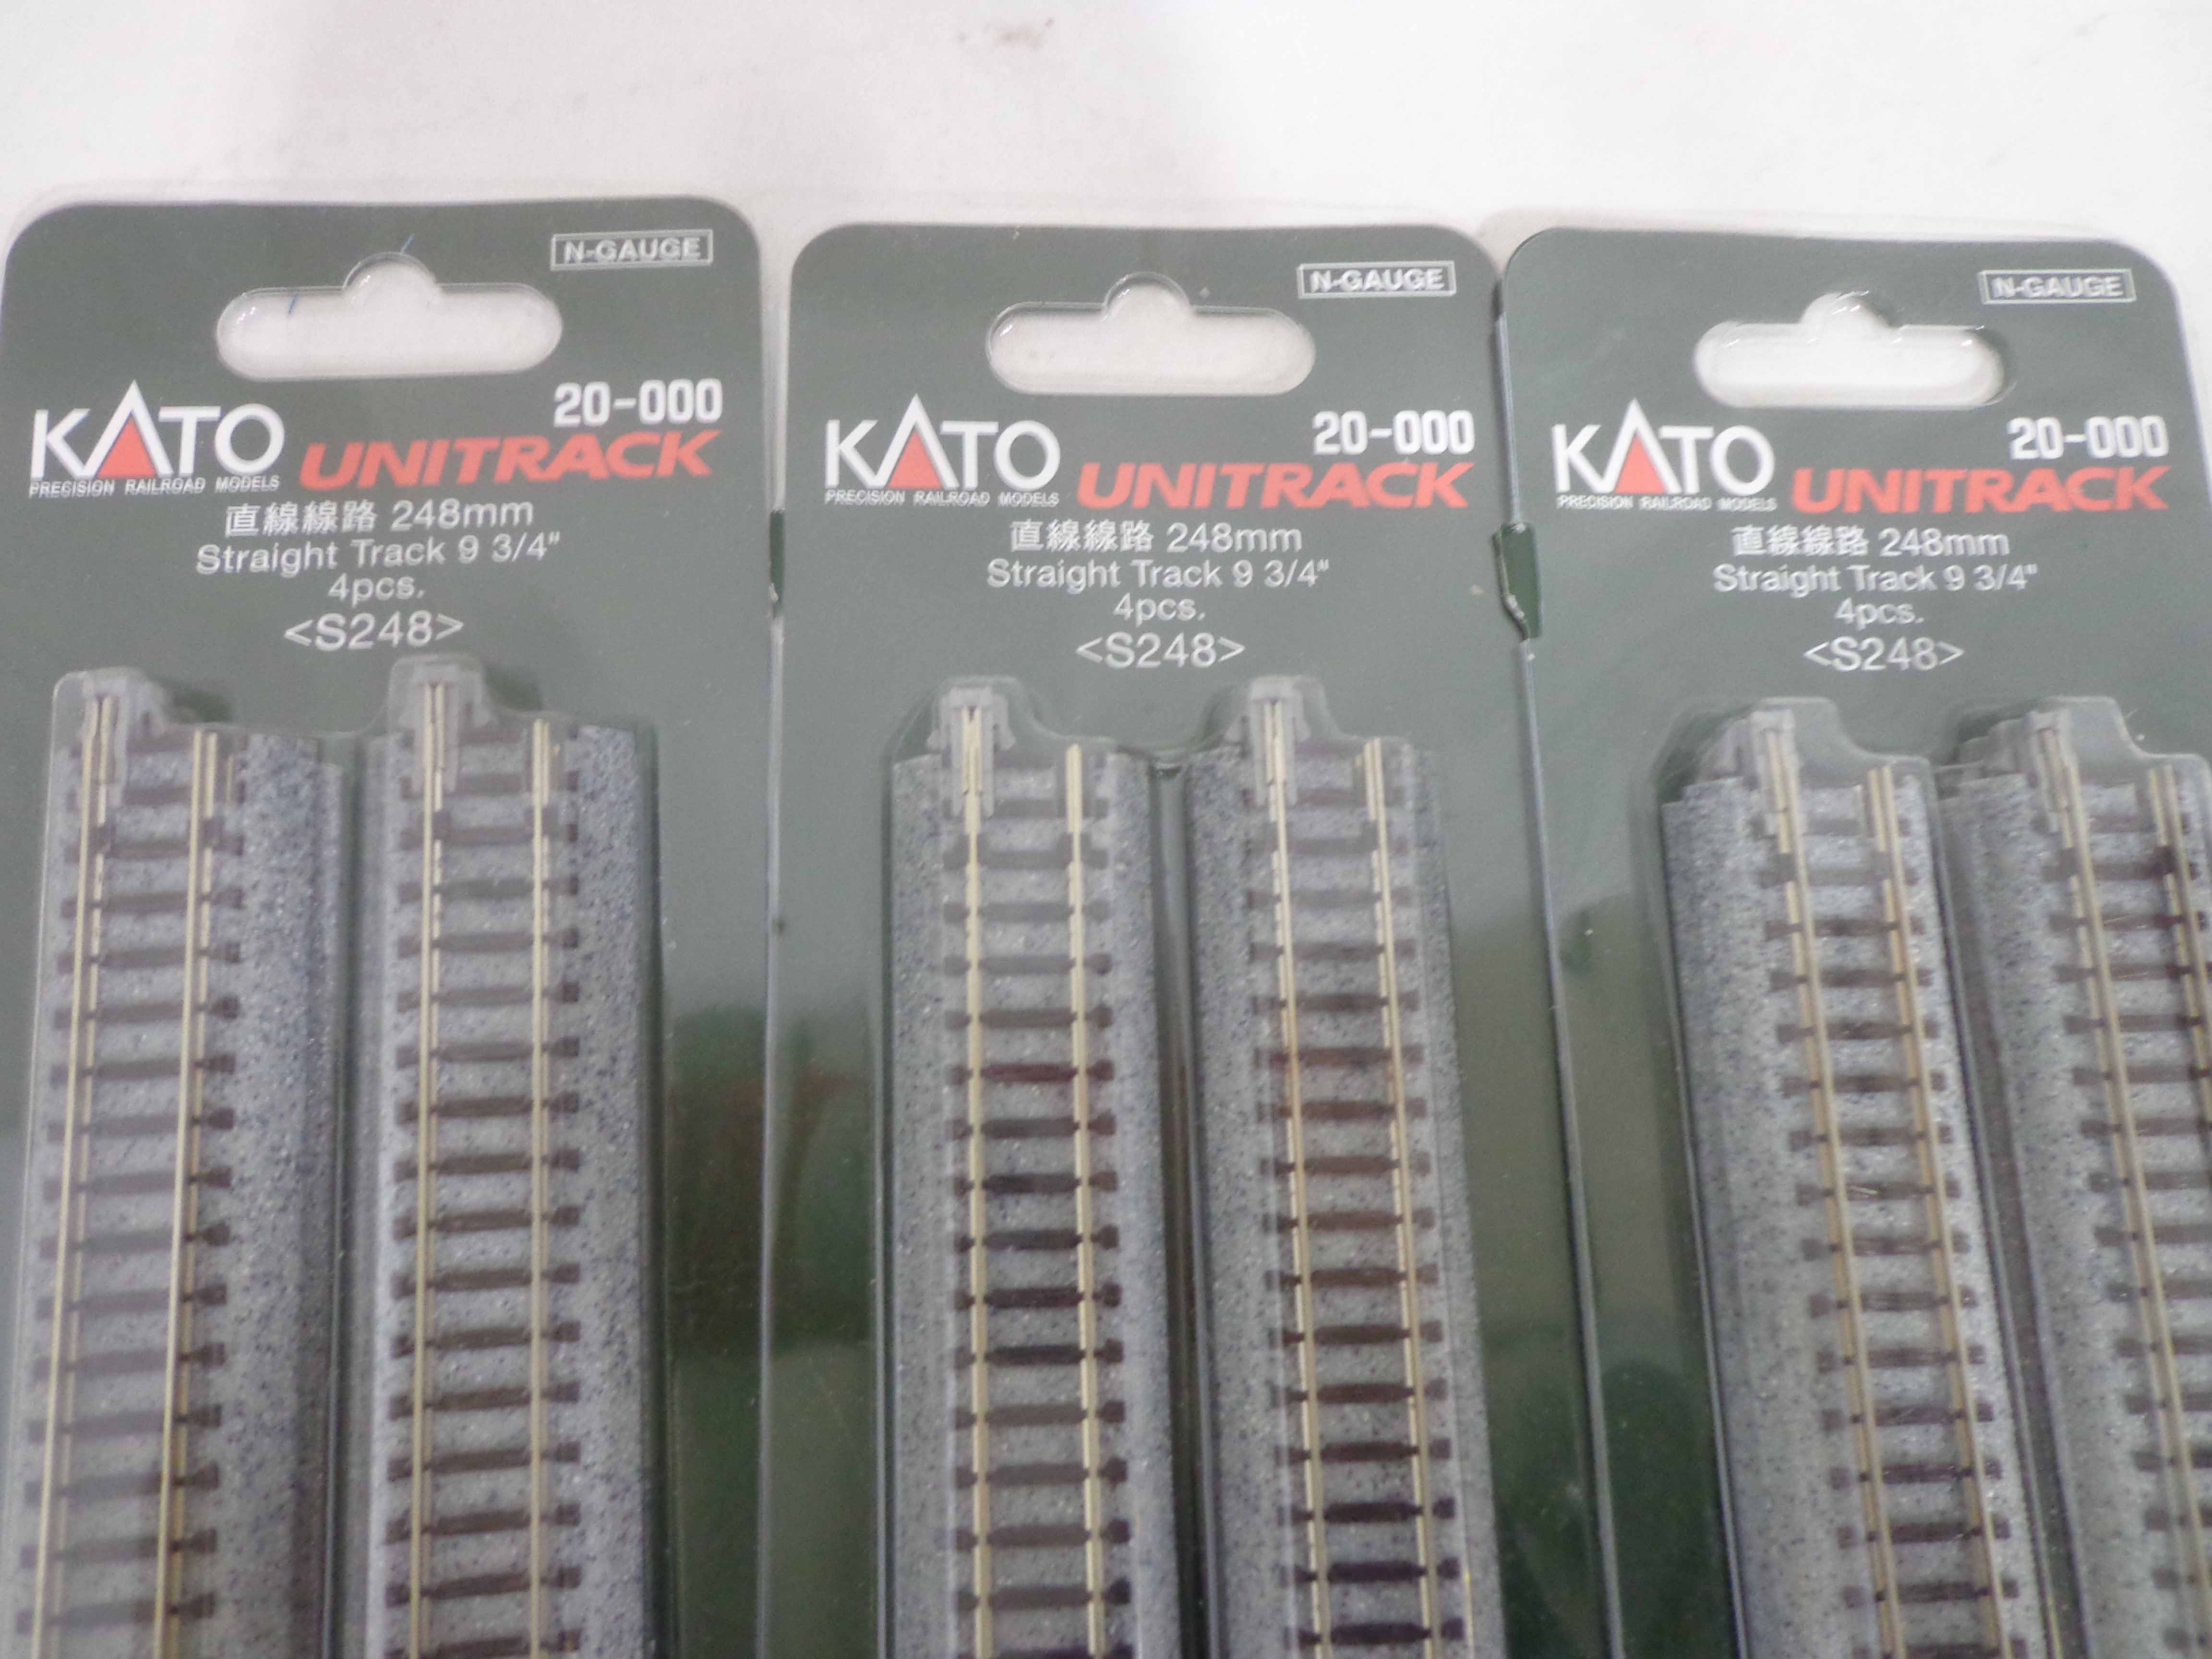 N-GAUGE
20-000
KATO UNITRACK
PRECISION RAILROAD MODELS
直線線路 248mm
Straight Track 9 3/4"
4pcs.
<S248>
N-GAUGE
20-000
KATO UNITRACK
PRECISION RAILROAD MODELS
直線線路 248mm
Straight Track 9 3/4"
4pcs.
<S248>
N-GAUGE
20-000
KATO UNITRACK
PRECISION RAILROAD MODELS
直線線路 248mm
Straight Track 9 3/4"
4pcs.
<S248>